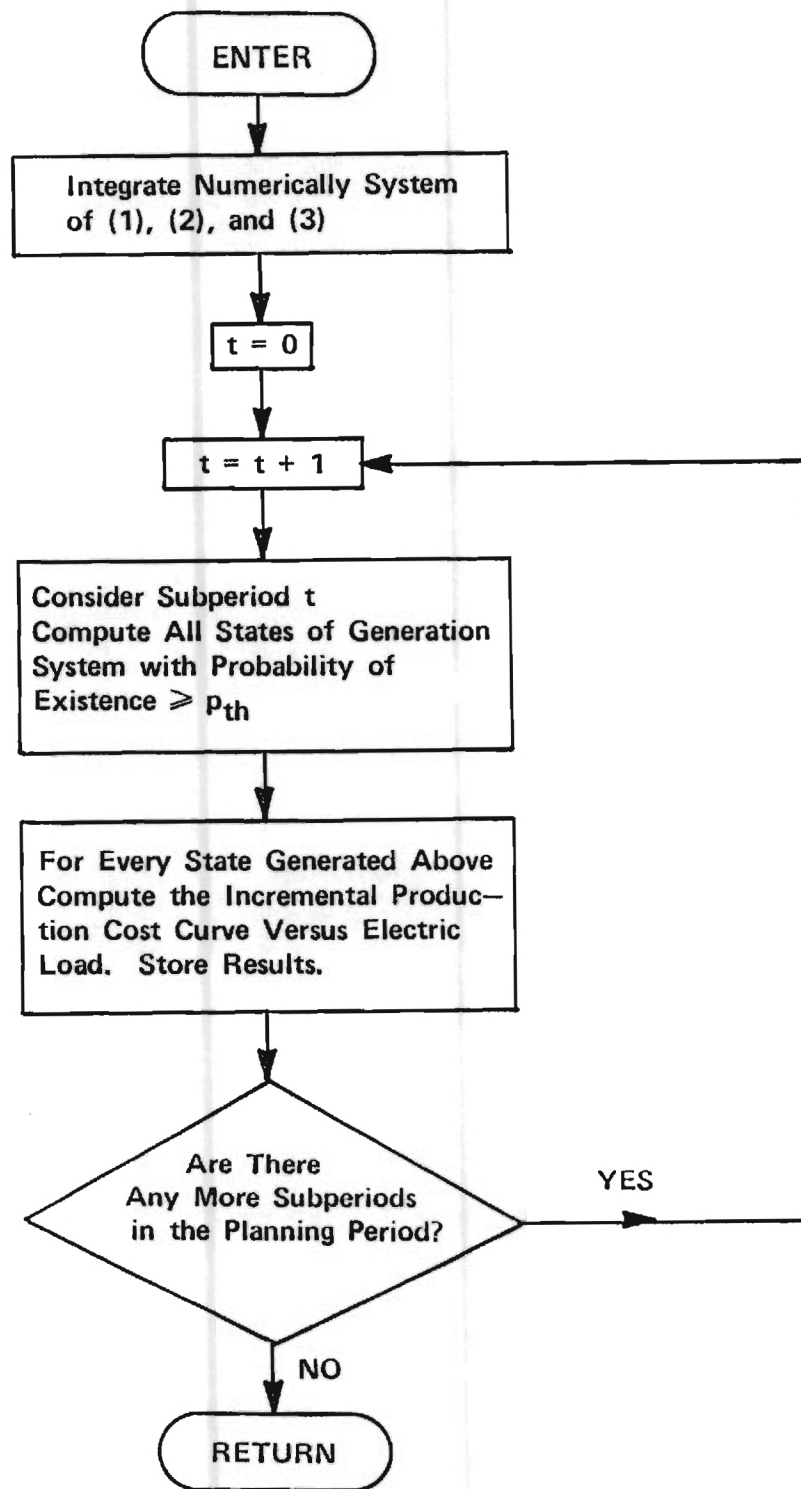 ENTER
Integrate Numerically System
of (1), (2), and (3)
t = 0
t = t + 1
Consider Subperiod t
Compute All States of Generation
System with Probability of
Existence ⩾ pth
For Every State Generated Above
Compute the Incremental Produc—
tion Cost Curve Versus Electric
Load. Store Results.
Are There
Any More Subperiods
in the Planning Period?
YES
NO
RETURN